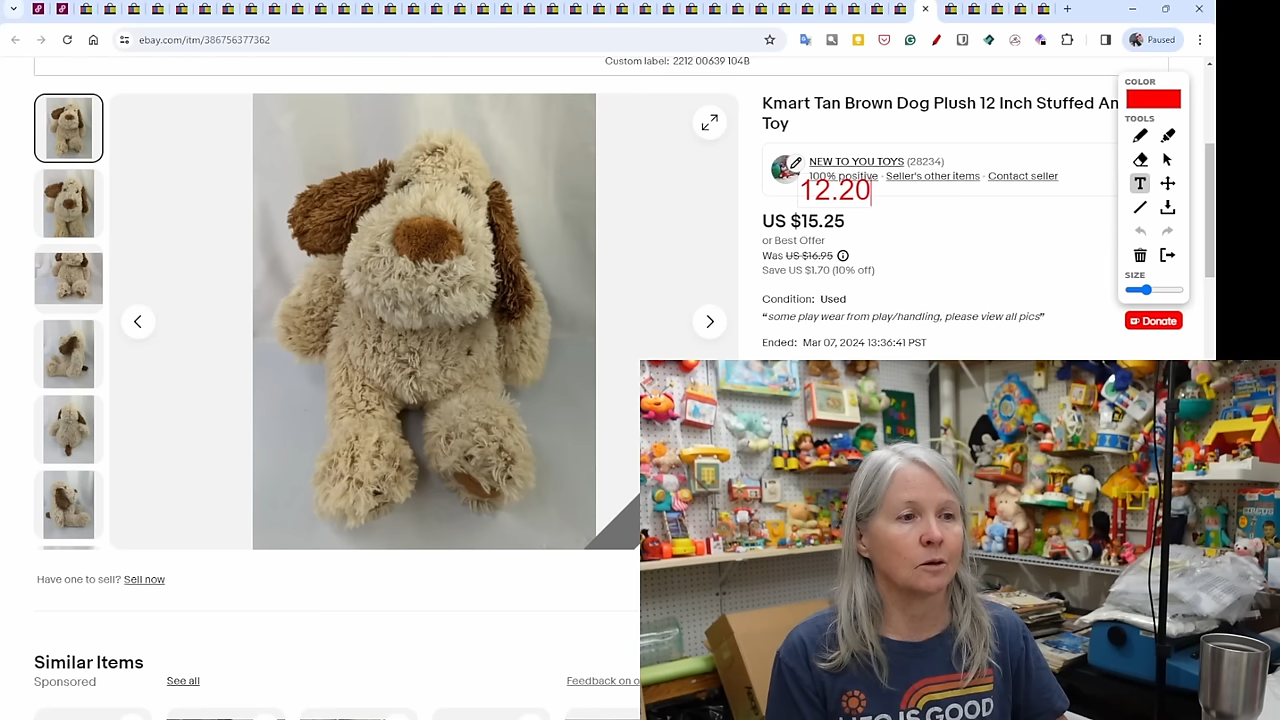 ebay.com/itm/386756377362
Paused
Custom label: 2212 00639 104B
COLOR
TOOLS
SIZE
Donate
Kmart Tan Brown Dog Plush 12 Inch Stuffed An
Toy
NEW TO YOU TOYS (28234)
100% positive · Seller's other items · Contact seller
12.20
US $15.25
or Best Offer
Was US $16.95
Save US $1.70 (10% off)
Condition: Used
“some play wear from play/handling, please view all pics”
Ended: Mar 07, 2024 13:36:41 PST
Have one to sell? Sell now
Similar Items
Sponsored
See all
Feedback on o
LIFE IS GOOD